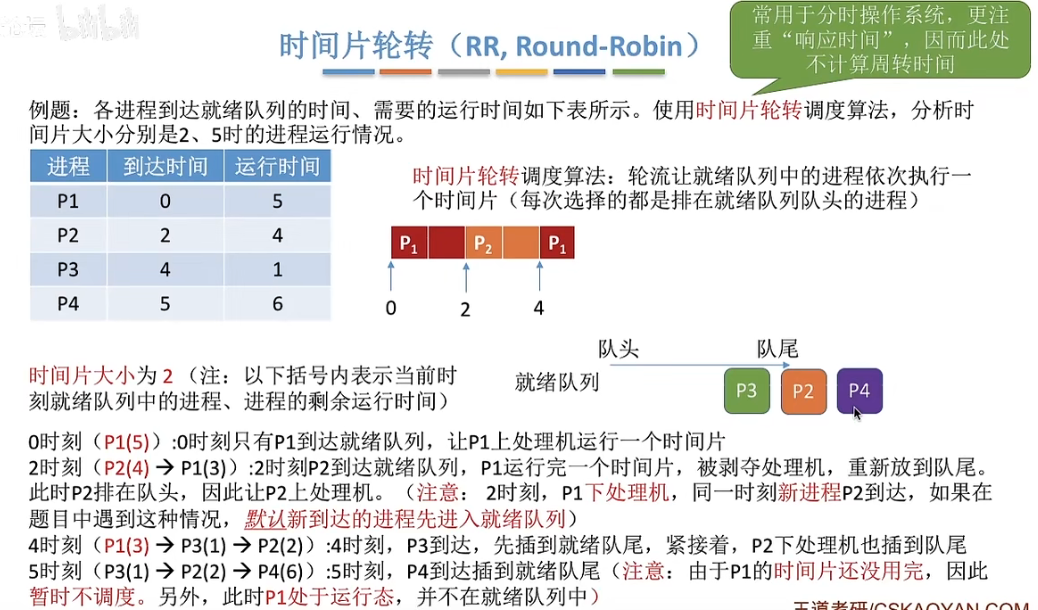 bilibili
常用于分时操作系统，更注
重“响应时间”，因而此处
不计算周转时间
时间片轮转（RR, Round-Robin）
例题：各进程到达就绪队列的时间、需要的运行时间如下表所示。使用时间片轮转调度算法，分析时
间片大小分别是2、5时的进程运行情况。
进程 到达时间 运行时间
P1 0 5
P2 2 4
P3 4 1
P4 5 6
时间片轮转调度算法：轮流让就绪队列中的进程依次执行一
个时间片（每次选择的都是排在就绪队列队头的进程）
P1 P2 P1
0 2 4
队头 队尾
就绪队列 P3 P2 P4
时间片大小为 2 （注：以下括号内表示当前时
刻就绪队列中的进程、进程的剩余运行时间）
0时刻（P1(5)）:0时刻只有P1到达就绪队列，让P1上处理机运行一个时间片
2时刻（P2(4) → P1(3)）:2时刻P2到达就绪队列，P1运行完一个时间片，被剥夺处理机，重新放到队尾。
此时P2排在队头，因此让P2上处理机。（注意： 2时刻，P1下处理机，同一时刻新进程P2到达，如果在
题目中遇到这种情况，默认新到达的进程先进入就绪队列）
4时刻（P1(3) → P3(1) → P2(2)）:4时刻，P3到达，先插到就绪队尾，紧接着，P2下处理机也插到队尾
5时刻（P3(1) → P2(2) → P4(6)）:5时刻，P4到达插到就绪队尾（注意：由于P1的时间片还没用完，因此
暂时不调度。另外，此时P1处于运行态，并不在就绪队列中）
王道考研/CSKAOYAN.COM